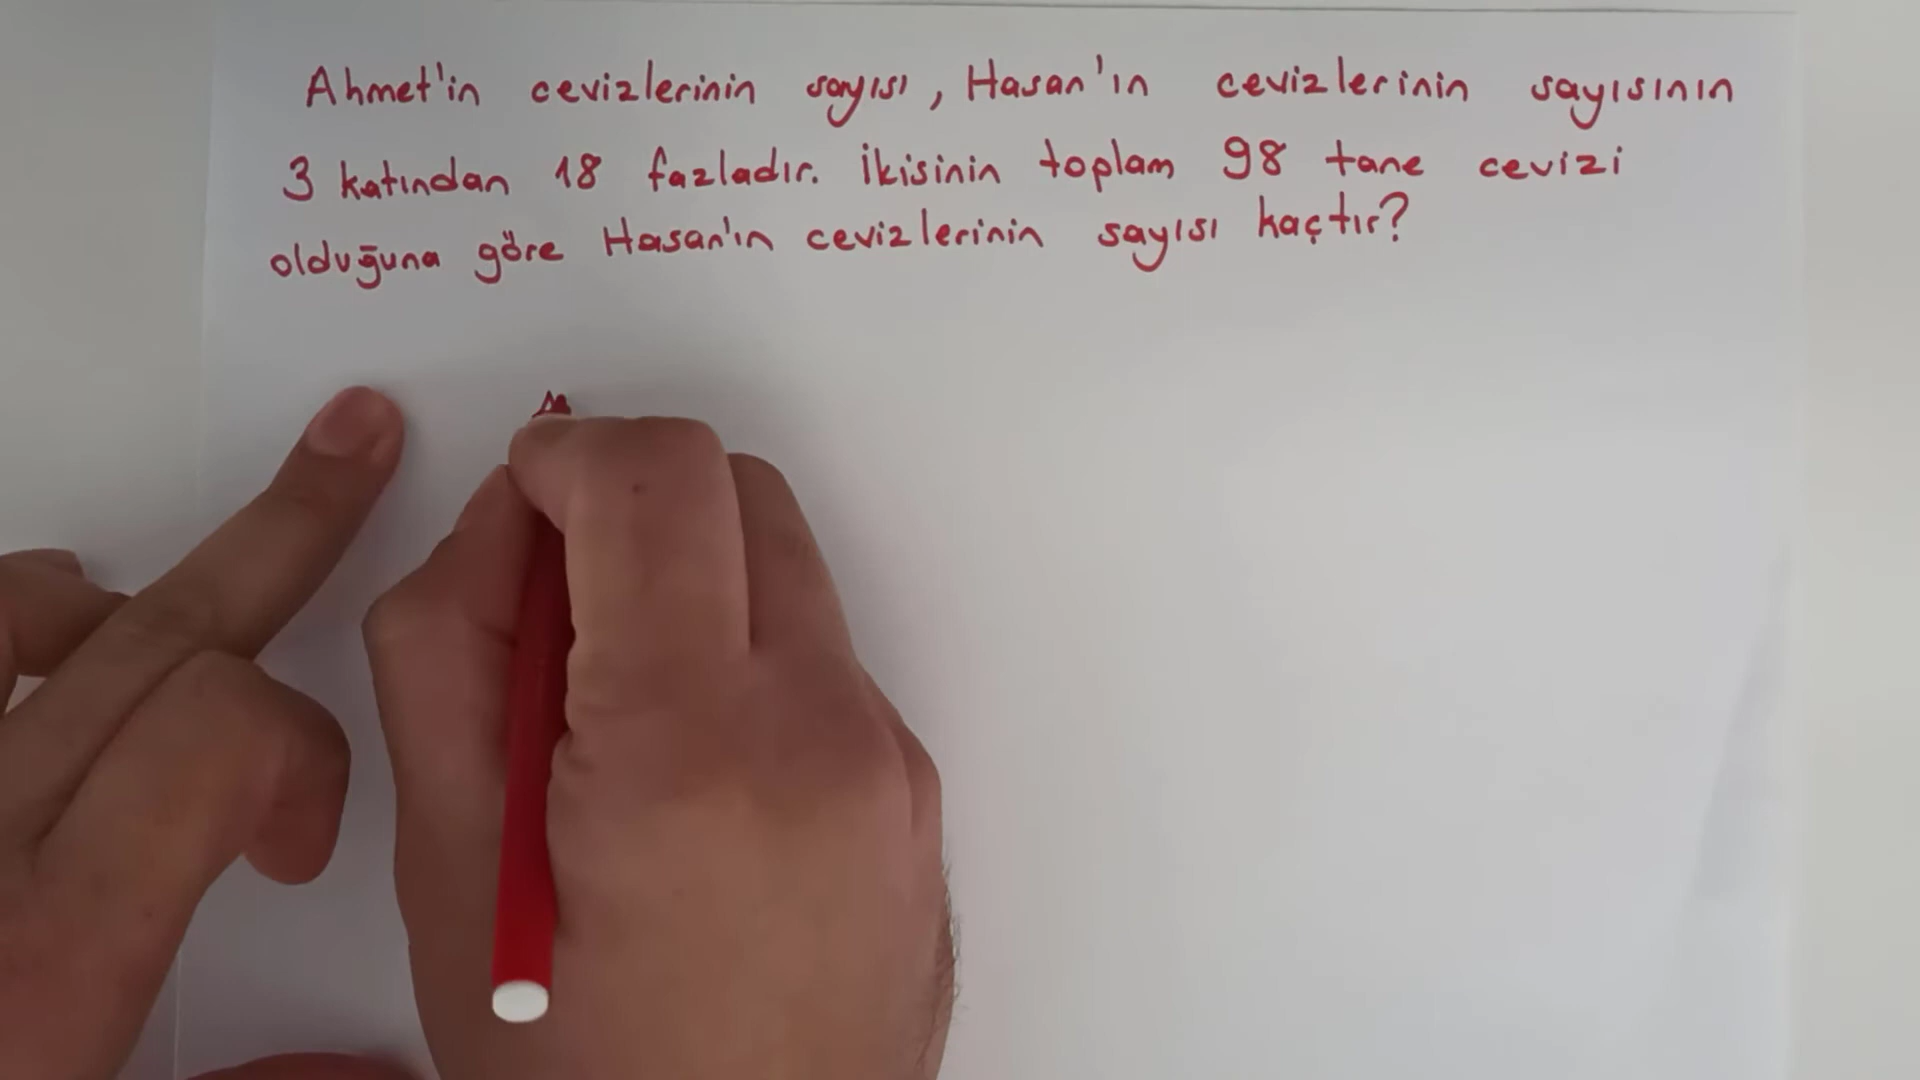 Ahmet'in cevizlerinin sayısı, Hasan'ın cevizlerinin sayısının
3 katından 18 fazladır. İkisinin toplam 98 tane cevizi
olduğuna göre Hasan'ın cevizlerinin sayısı kaçtır?